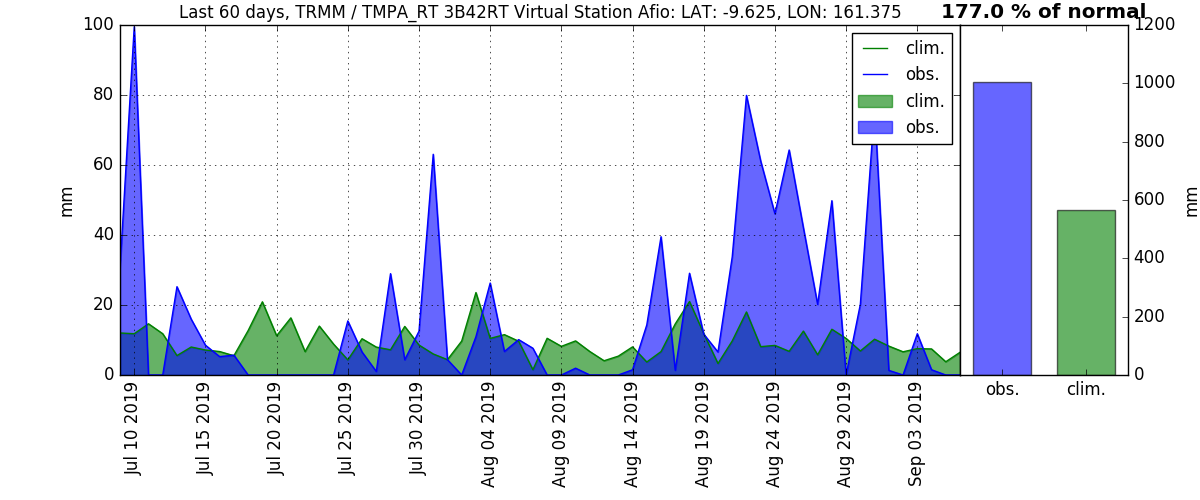 Last 60 days, TRMM / TMPA_RT 3B42RT Virtual Station Afio: LAT: -9.625, LON: 161.375
177.0 % of normal
mm
100
80
60
40
20
0
clim.
obs.
clim.
obs.
1200
1000
800
600
400
200
0
mm
Jul 10 2019
Jul 15 2019
Jul 20 2019
Jul 25 2019
Jul 30 2019
Aug 04 2019
Aug 09 2019
Aug 14 2019
Aug 19 2019
Aug 24 2019
Aug 29 2019
Sep 03 2019
obs.
clim.